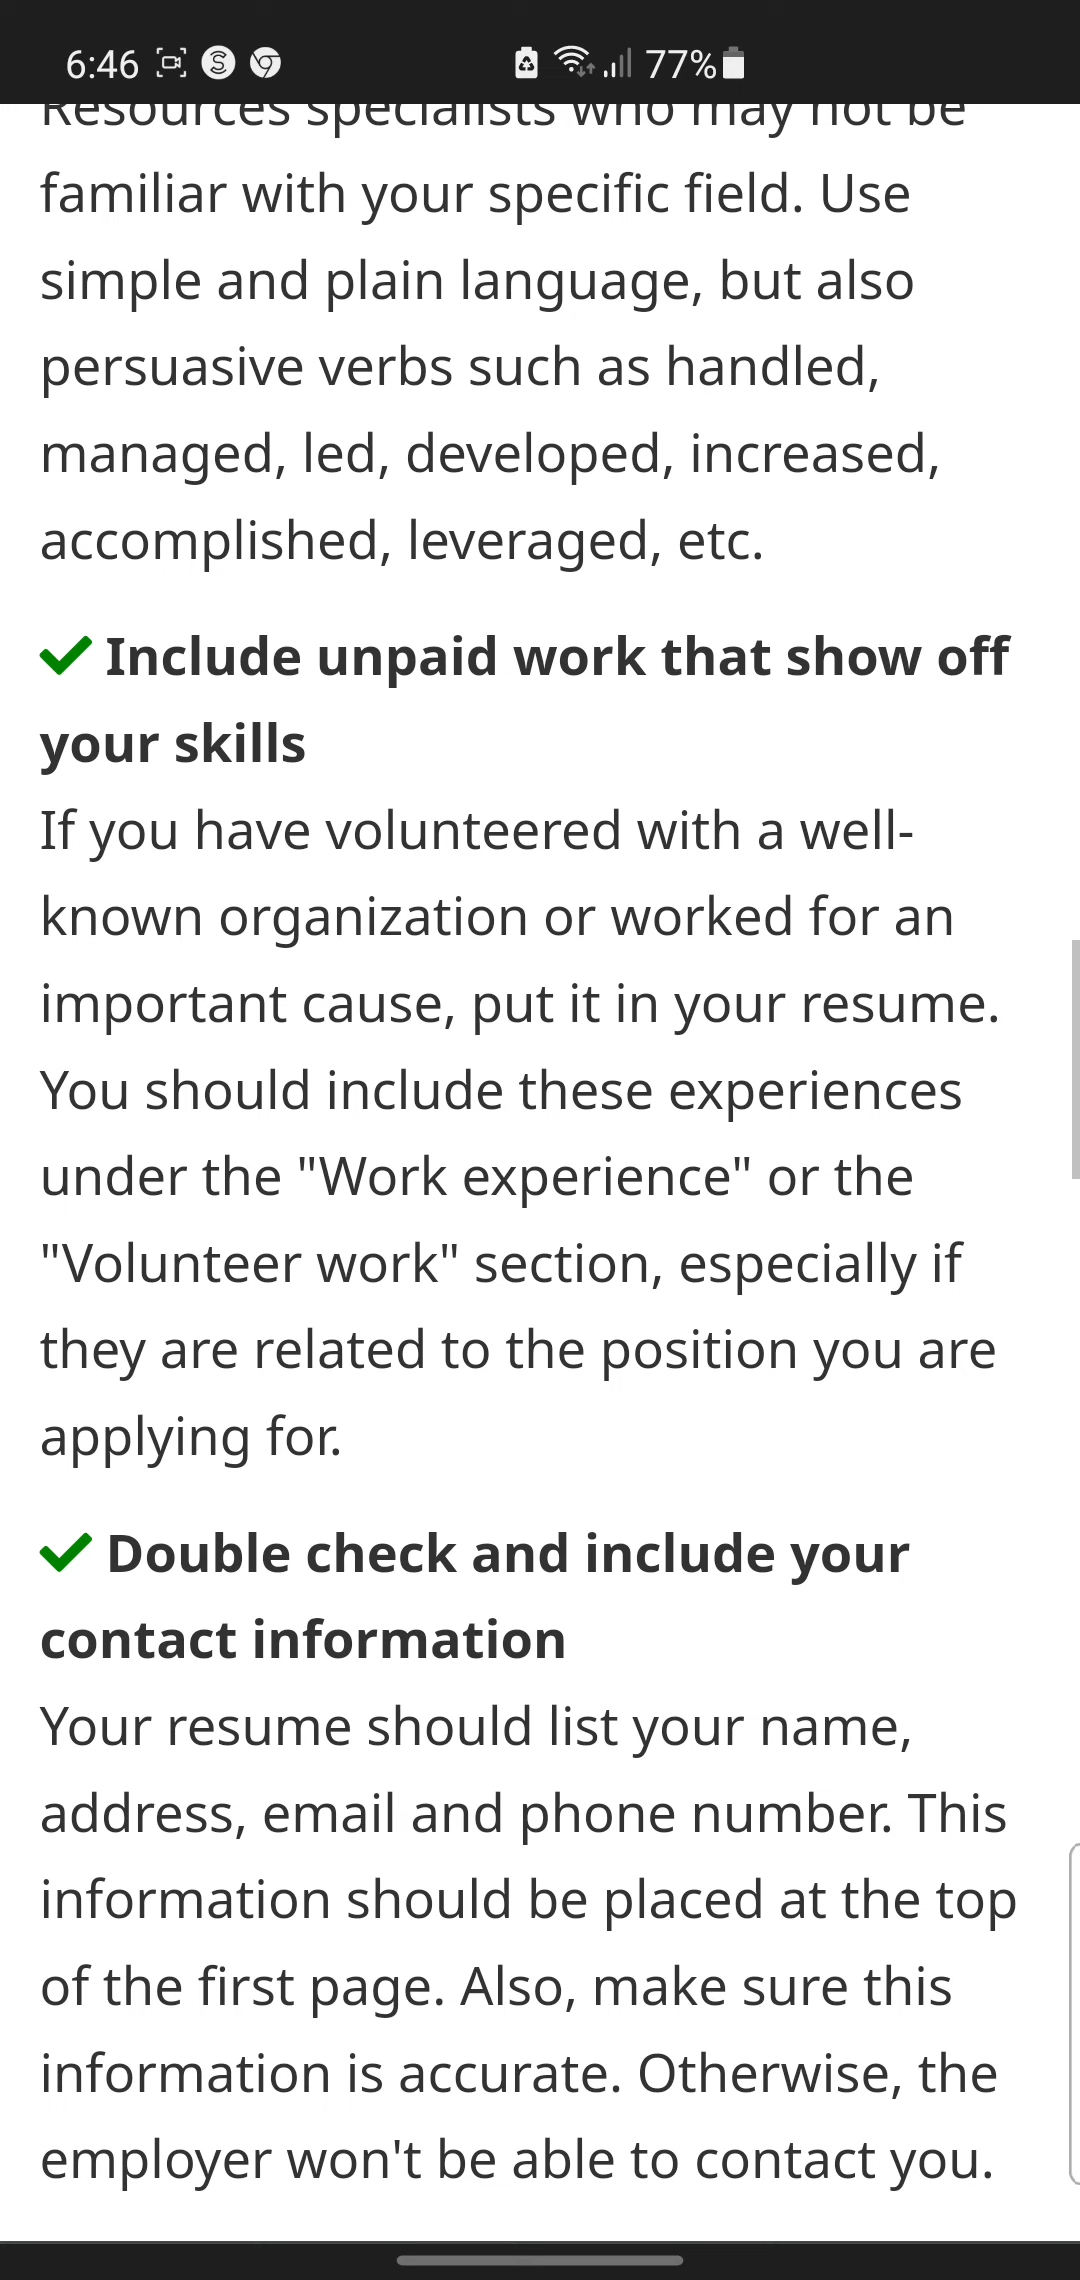 6:46
77%
Resources specialists who may not be
familiar with your specific field. Use
simple and plain language, but also
persuasive verbs such as handled,
managed, led, developed, increased,
accomplished, leveraged, etc.
Include unpaid work that show off
your skills
If you have volunteered with a well-
known organization or worked for an
important cause, put it in your resume.
You should include these experiences
under the "Work experience" or the
"Volunteer work" section, especially if
they are related to the position you are
applying for.
Double check and include your
contact information
Your resume should list your name,
address, email and phone number. This
information should be placed at the top
of the first page. Also, make sure this
information is accurate. Otherwise, the
employer won't be able to contact you.